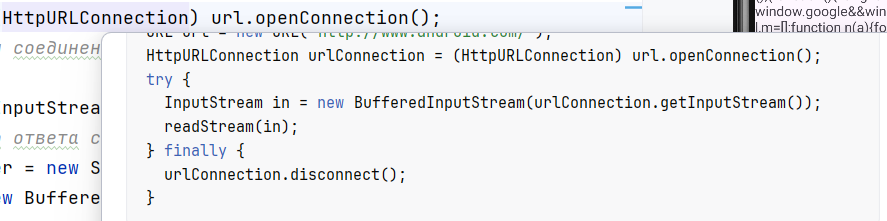 HttpURLConnection) url.openConnection();
соединен
nputStrea
ответа с
r = new S
w Buffere
URL url = new URL("http://www.android.com/");
HttpURLConnection urlConnection = (HttpURLConnection) url.openConnection();
try {
  InputStream in = new BufferedInputStream(urlConnection.getInputStream());
  readStream(in);
} finally {
  urlConnection.disconnect();
}
window.google&&win
l.m=[];function n(a){fo